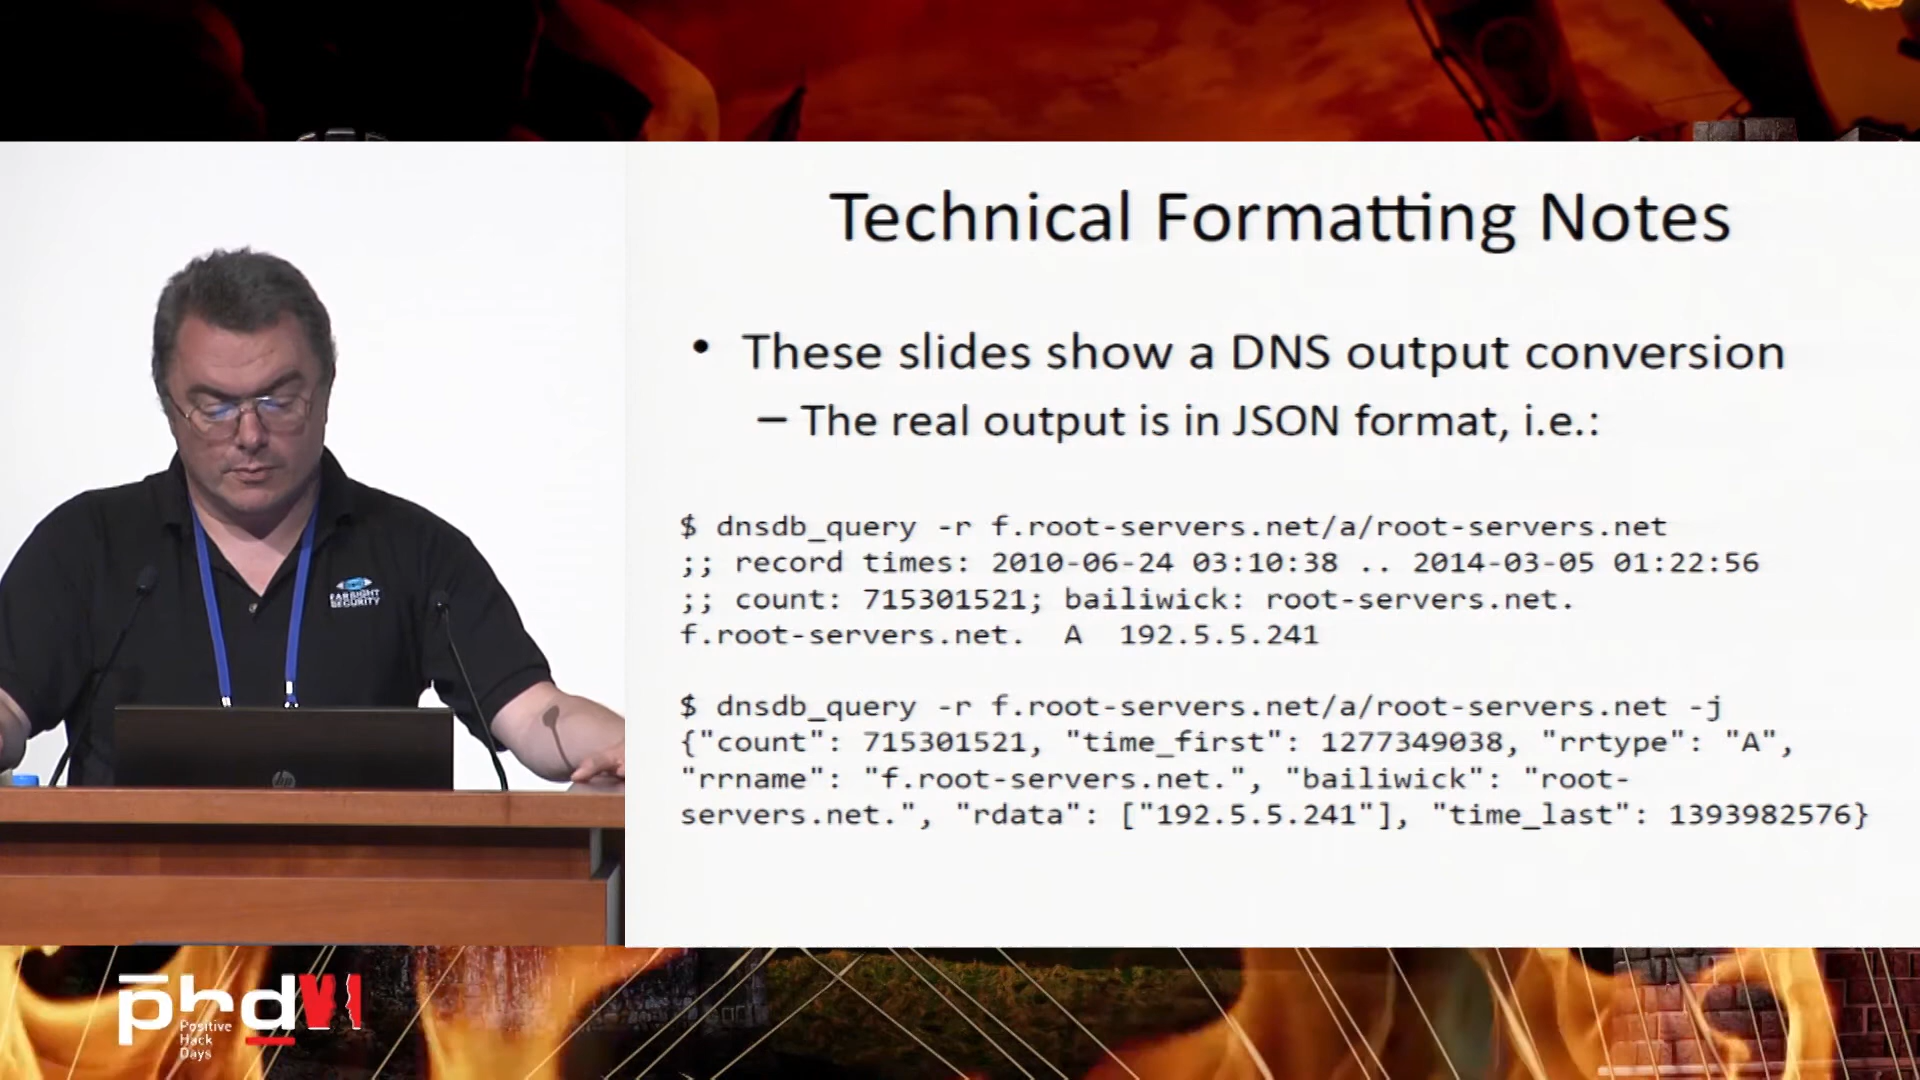 Technical Formatting Notes
• These slides show a DNS output conversion
– The real output is in JSON format, i.e.:
$ dnsdb_query -r f.root-servers.net/a/root-servers.net
;; record times: 2010-06-24 03:10:38 .. 2014-03-05 01:22:56
;; count: 715301521; bailiwick: root-servers.net.
f.root-servers.net.  A  192.5.5.241
$ dnsdb_query -r f.root-servers.net/a/root-servers.net -j
{"count": 715301521, "time_first": 1277349038, "rrtype": "A",
"rrname": "f.root-servers.net.", "bailiwick": "root-
servers.net.", "rdata": ["192.5.5.241"], "time_last": 1393982576}
FARSIGHT
SECURITY
hp
phdVI
Positive
Hack
Days